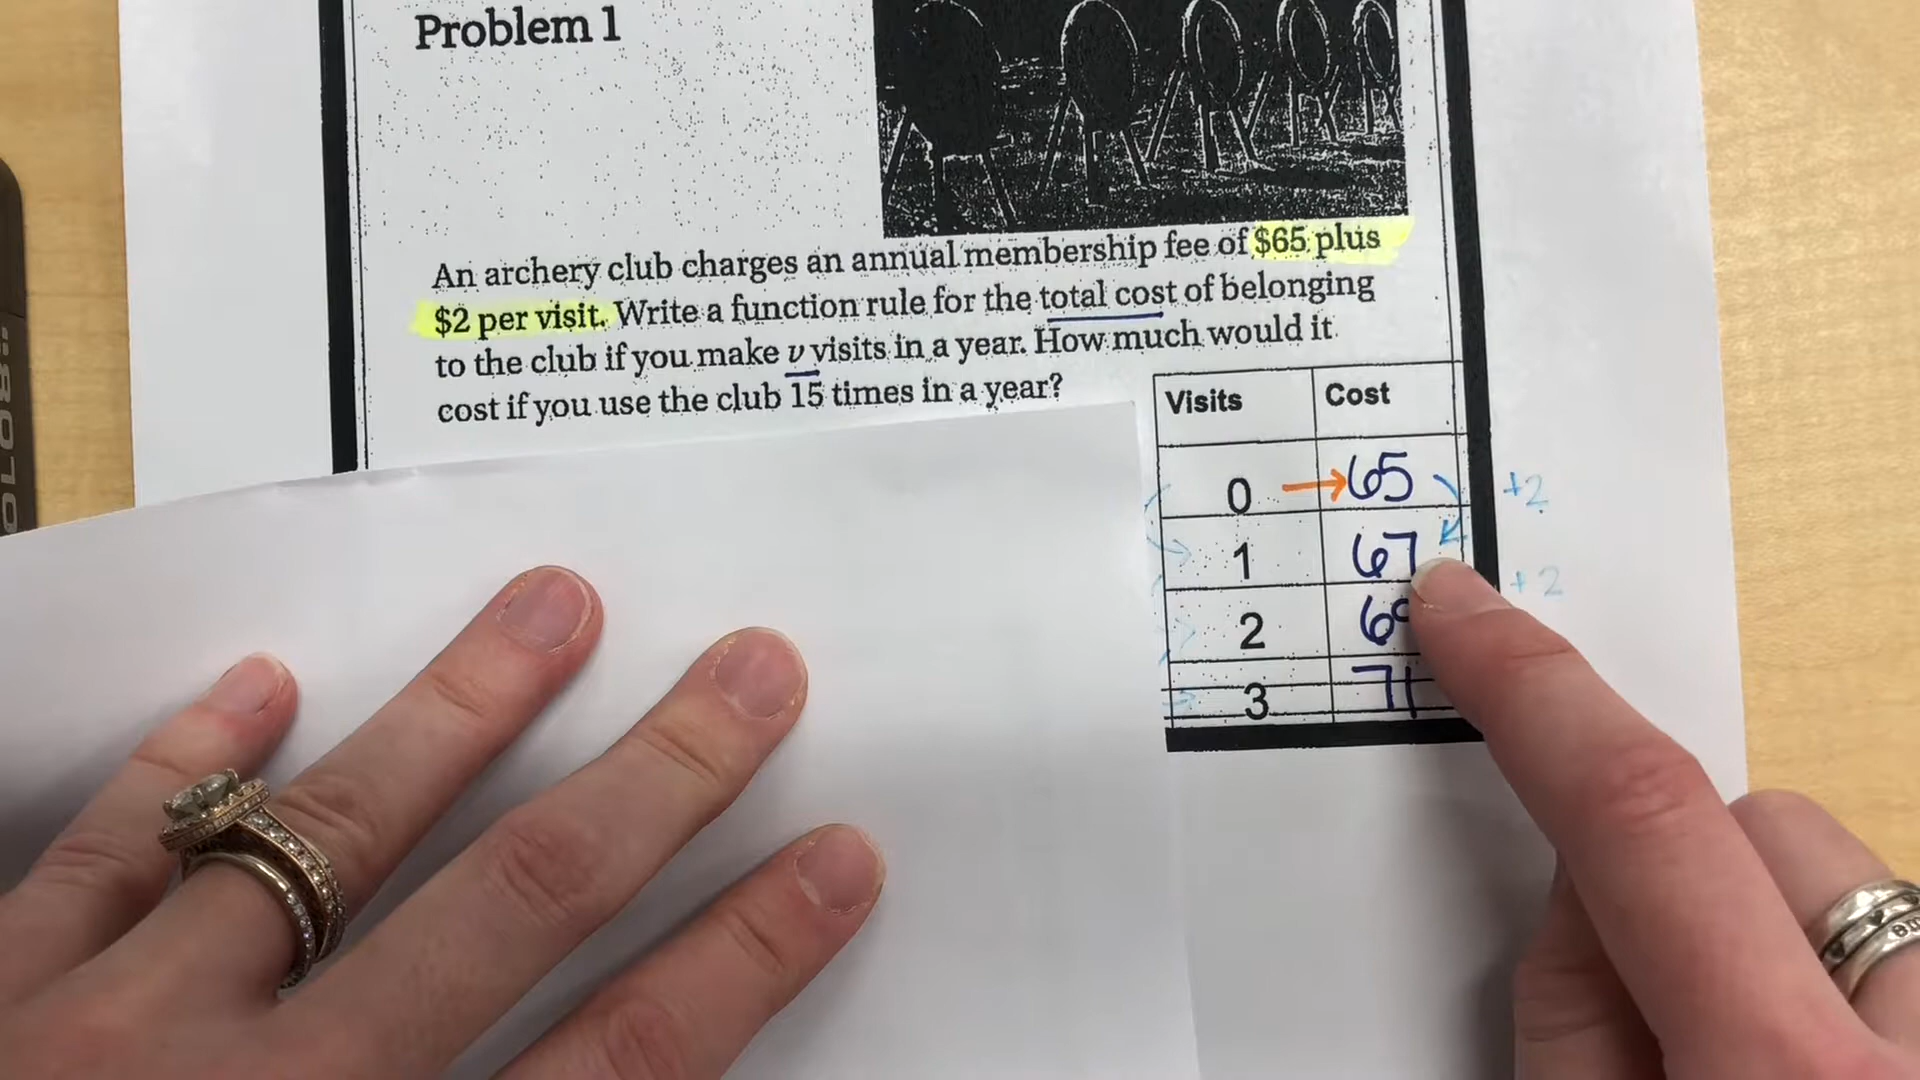 Problem 1
An archery club charges an annual membership fee of $65 plus
$2 per visit. Write a function rule for the total cost of belonging
to the club if you make v visits in a year. How much would it
cost if you use the club 15 times in a year?
Visits Cost
0 65 +2
1 67 +2
2
3 71